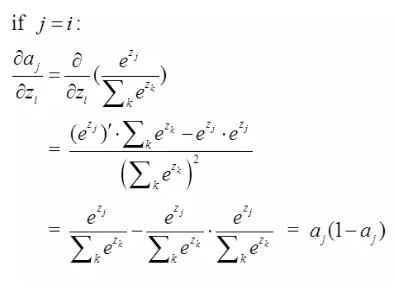 if j=i:
∂a_j/∂z_i = ∂/∂z_i (e^{z_j} / ∑_k e^{z_k})
= ((e^{z_j})′·∑_k e^{z_k} − e^{z_j}·e^{z_j}) / (∑_k e^{z_k})^2
= e^{z_j}/∑_k e^{z_k} − e^{z_j}/∑_k e^{z_k} · e^{z_j}/∑_k e^{z_k} = a_j(1−a_j)